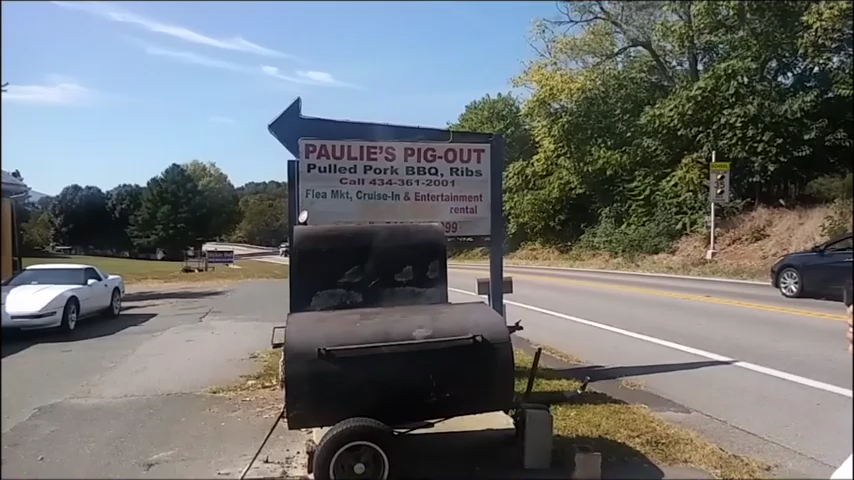 PAULIE'S PIG-OUT
Pulled Pork BBQ, Ribs
Call 434-361-2001
Flea Mkt, Cruise-In & Entertainment
rental